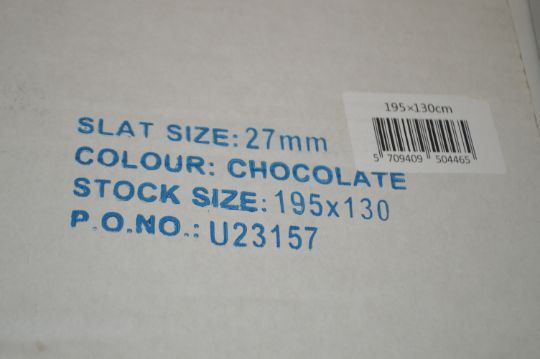 195×130cm
5 709409 504465
SLAT SIZE: 27mm
COLOUR: CHOCOLATE
STOCK SIZE: 195x130
P.O.NO.: U23157